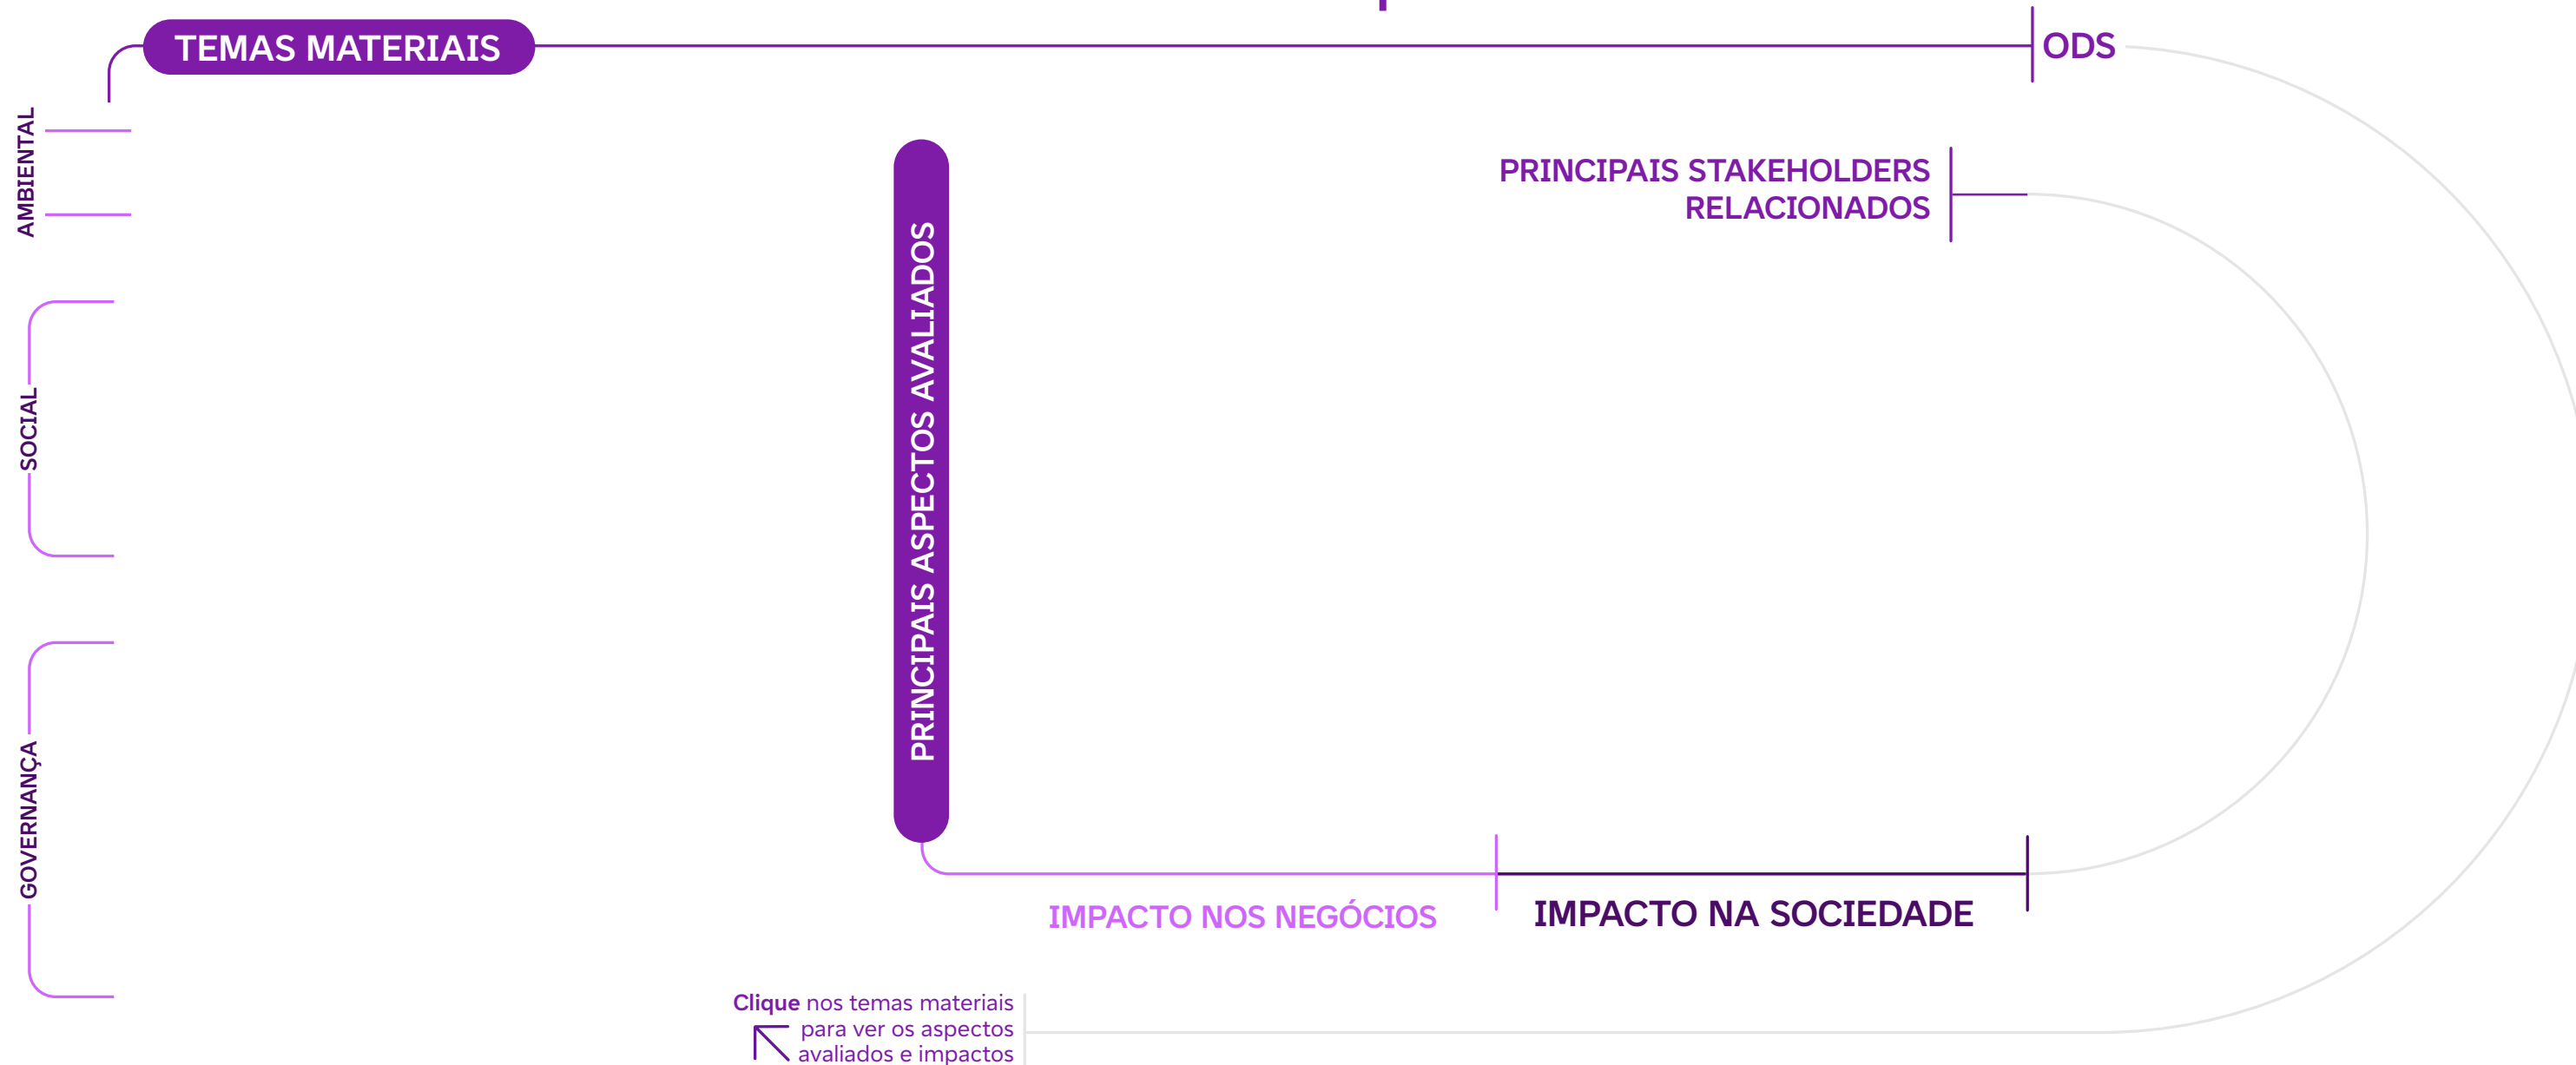 TEMAS MATERIAIS
ODS
AMBIENTAL
PRINCIPAIS STAKEHOLDERS
RELACIONADOS
PRINCIPAIS ASPECTOS AVALIADOS
SOCIAL
GOVERNANÇA
IMPACTO NOS NEGÓCIOS
IMPACTO NA SOCIEDADE
Clique nos temas materiais
para ver os aspectos
avaliados e impactos